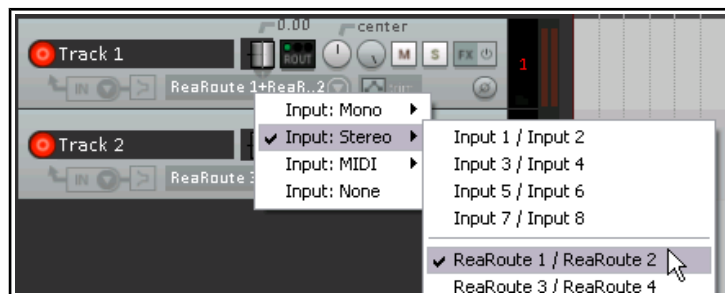 0.00 center
Track 1 ROUT M S FX
IN ReaRoute 1+ReaR..2
1
Input: Mono
Input: Stereo
Input: MIDI
Input: None
Track 2
IN ReaRoute 3
Input 1 / Input 2
Input 3 / Input 4
Input 5 / Input 6
Input 7 / Input 8
ReaRoute 1 / ReaRoute 2
ReaRoute 3 / ReaRoute 4